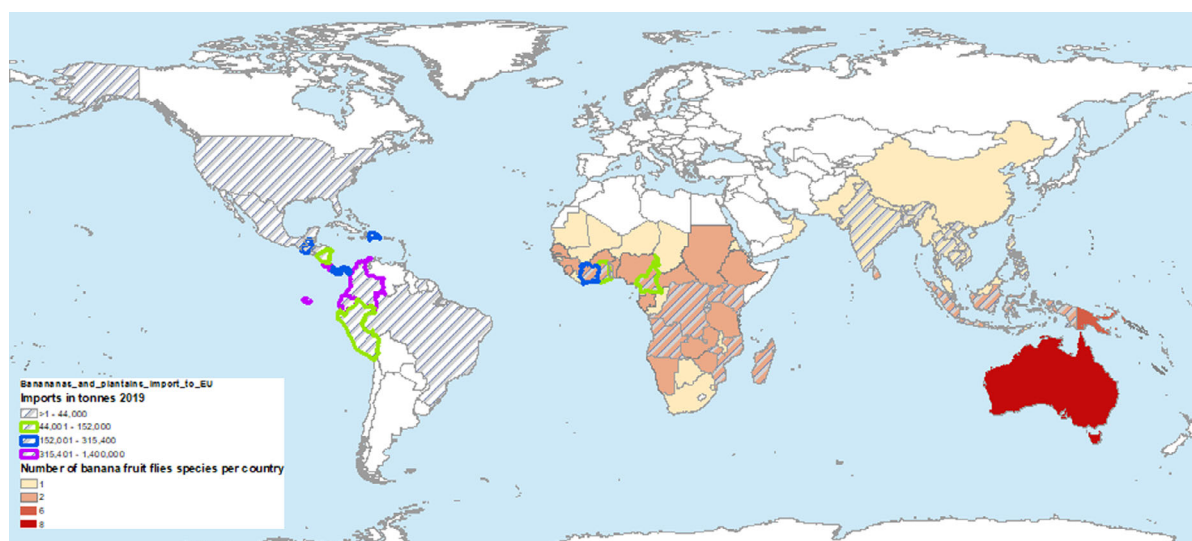 Banananas_and_plantains_import_to_EU
Imports in tonnes 2019
>1 - 44,000
44,001 - 152,000
152,001 - 315,400
315,401 - 1,400,000
Number of banana fruit flies species per country
1
2
6
8